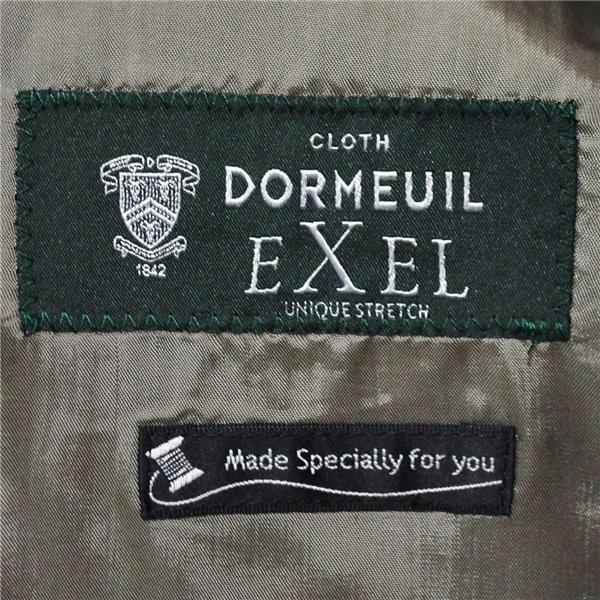 CLOTH
DORMEUIL
EXEL
UNIQUE STRETCH
D
1842
Made Specially for you